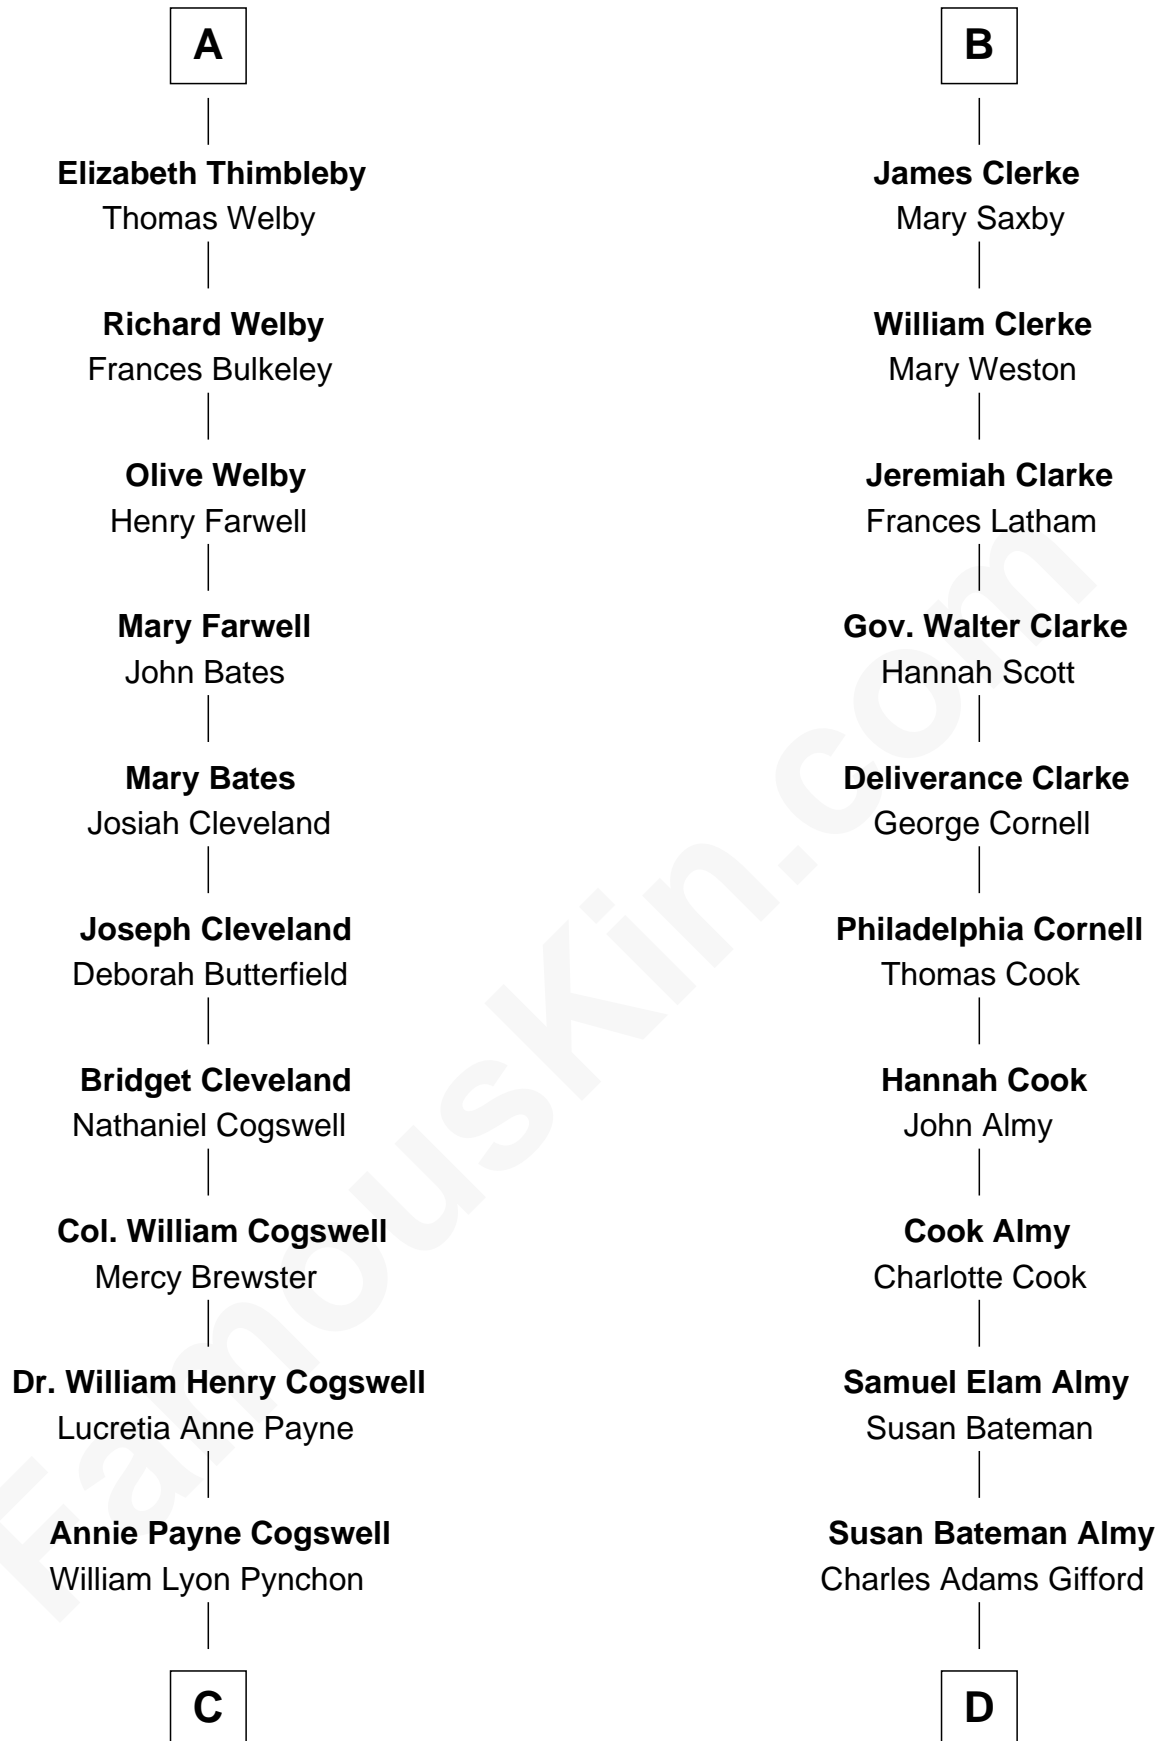 A
Elizabeth Thimbleby
Thomas Welby
Richard Welby
Frances Bulkeley
Olive Welby
Henry Farwell
Mary Farwell
John Bates
Mary Bates
Josiah Cleveland
Joseph Cleveland
Deborah Butterfield
Bridget Cleveland
Nathaniel Cogswell
Col. William Cogswell
Mercy Brewster
Dr. William Henry Cogswell
Lucretia Anne Payne
Annie Payne Cogswell
William Lyon Pynchon
C
B
James Clerke
Mary Saxby
William Clerke
Mary Weston
Jeremiah Clarke
Frances Latham
Gov. Walter Clarke
Hannah Scott
Deliverance Clarke
George Cornell
Philadelphia Cornell
Thomas Cook
Hannah Cook
John Almy
Cook Almy
Charlotte Cook
Samuel Elam Almy
Susan Bateman
Susan Bateman Almy
Charles Adams Gifford
D
FamousKin.com